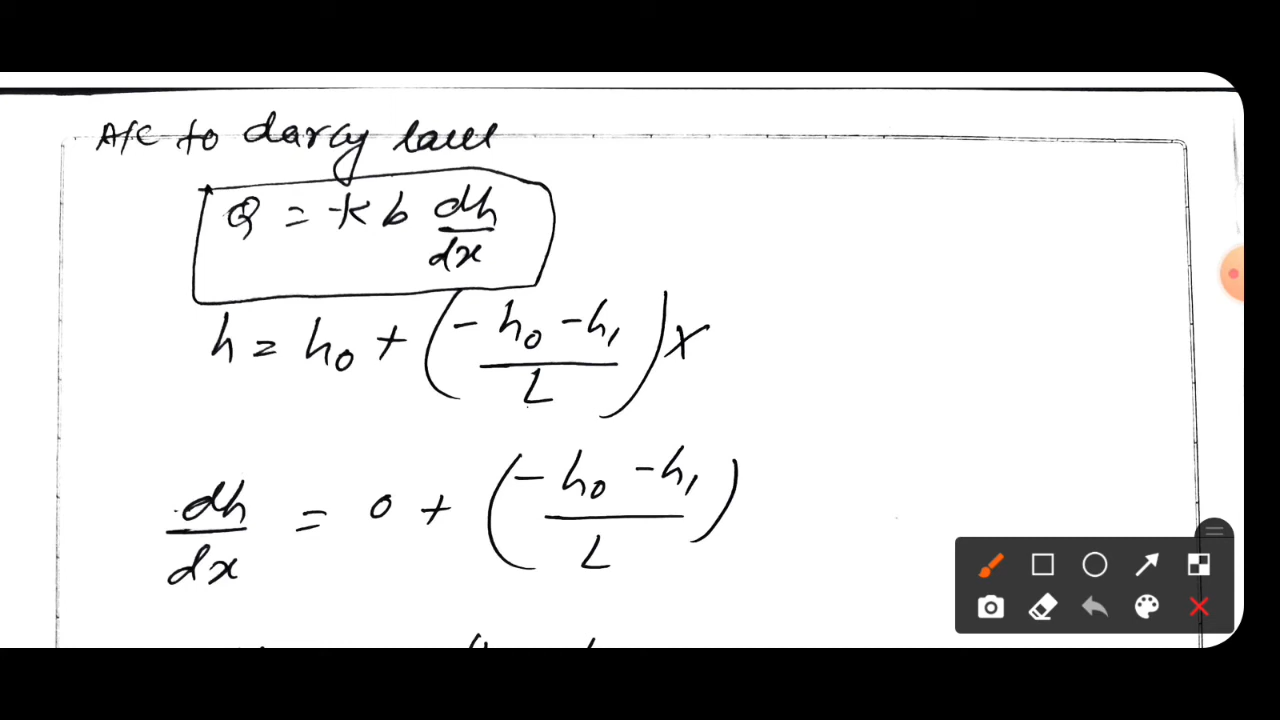 A/C to darcy law
Q = -K b dh/dx
h = h₀ + (-h₀ -h₁/L) x
dh/dx = 0 + (-h₀ -h₁/L)